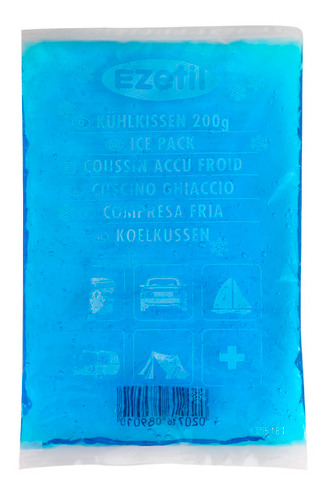 Ezetil
KÜHLKISSEN 200g
ICE PACK
COUSSIN ACCU FROID
CUSCINO GHIACCIO
COMPRESA FRIA
KOELKUSSEN